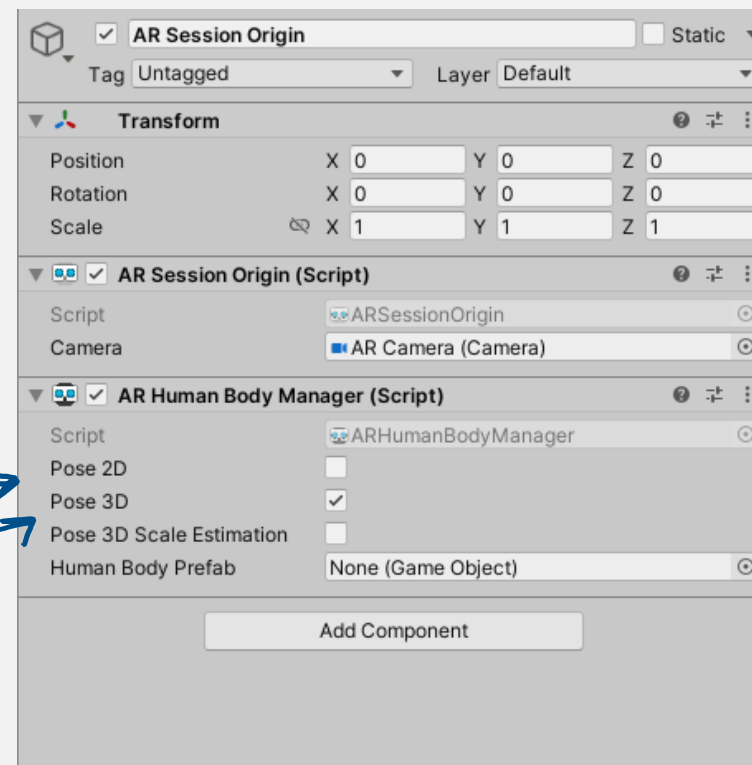 AR Session Origin Static
Tag Untagged Layer Default
Transform
Position X 0 Y 0 Z 0
Rotation X 0 Y 0 Z 0
Scale X 1 Y 1 Z 1
AR Session Origin (Script)
Script ARSessionOrigin
Camera AR Camera (Camera)
AR Human Body Manager (Script)
Script ARHumanBodyManager
Pose 2D
Pose 3D
Pose 3D Scale Estimation
Human Body Prefab None (Game Object)
Add Component